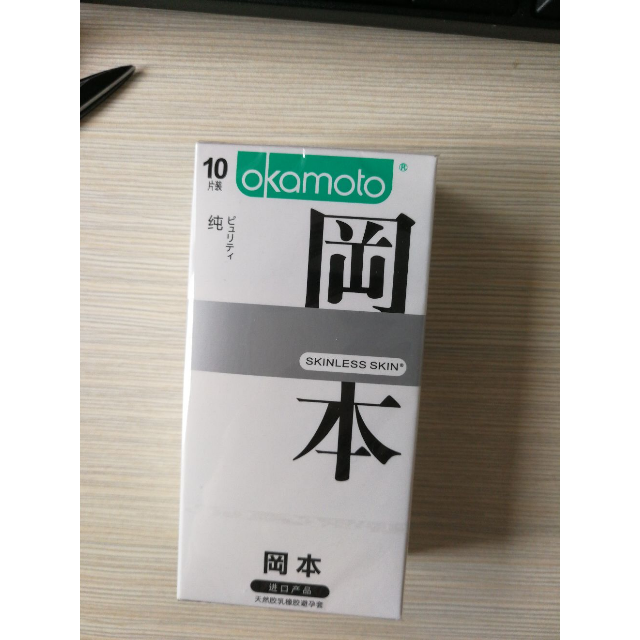 10
片装
okamoto®
纯
ピュリティ
岡本
SKINLESS SKIN®
岡本
进口产品
天然胶乳橡胶避孕套